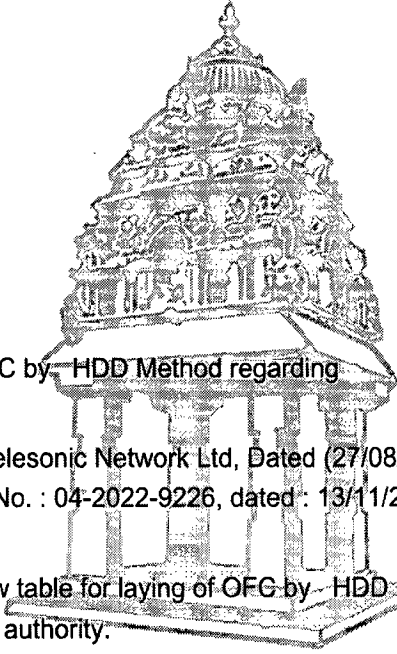 C by HDD Method regarding
elesonic Network Ltd, Dated (27/08
No. : 04-2022-9226, dated : 13/11/2
w table for laying of OFC by HDD
authority.